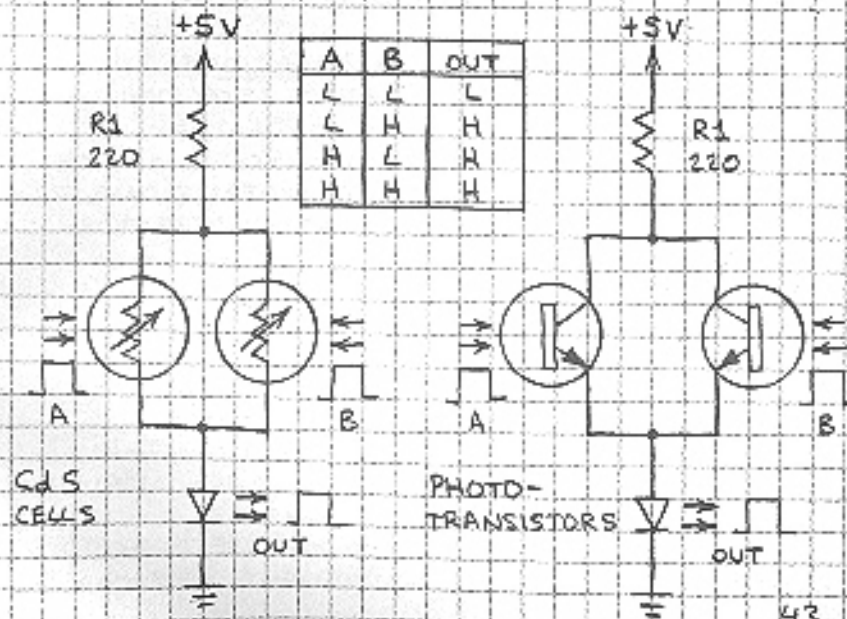 +5V
R1
220
A B OUT
L L L
L H H
H L H
H H H
+5V
R1
220
A
B
CdS
CELLS
OUT
A
B
PHOTO-
TRANSISTORS
OUT